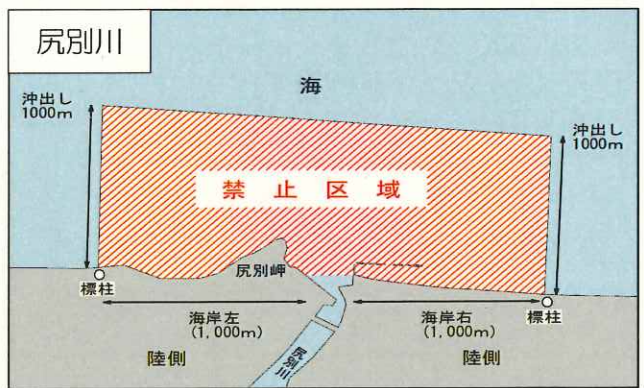 尻別川
海
沖出し
1000m
沖出し
1000m
禁止区域
尻別岬
標柱
海岸左
(1,000m)
海岸右
(1,000m)
標柱
陸側
尻別川
陸側